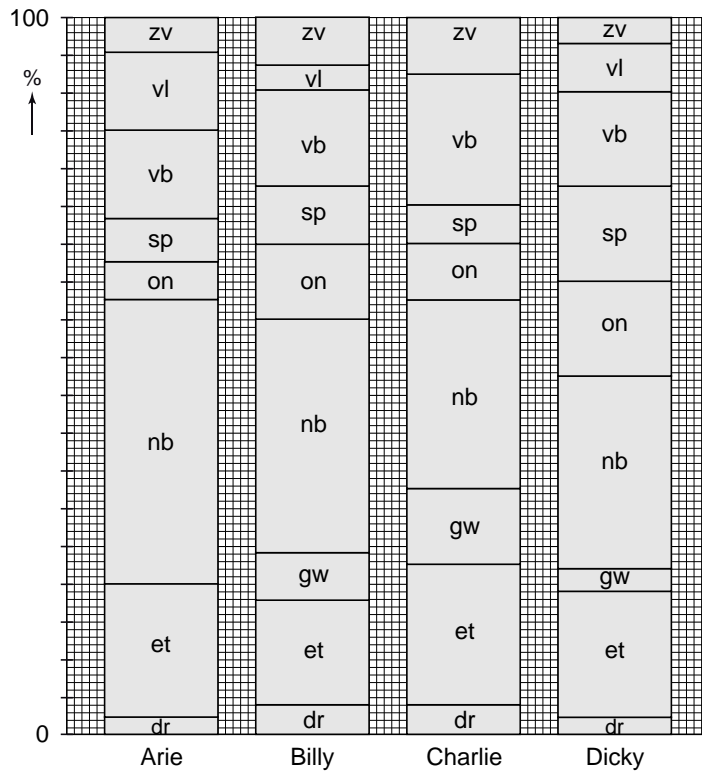 100
%
0
zv
vl
vb
sp
on
nb
et
dr
Arie
zv
vl
vb
sp
on
nb
gw
et
dr
Billy
zv
vb
sp
on
nb
gw
et
dr
Charlie
zv
vl
vb
sp
on
nb
gw
et
dr
Dicky